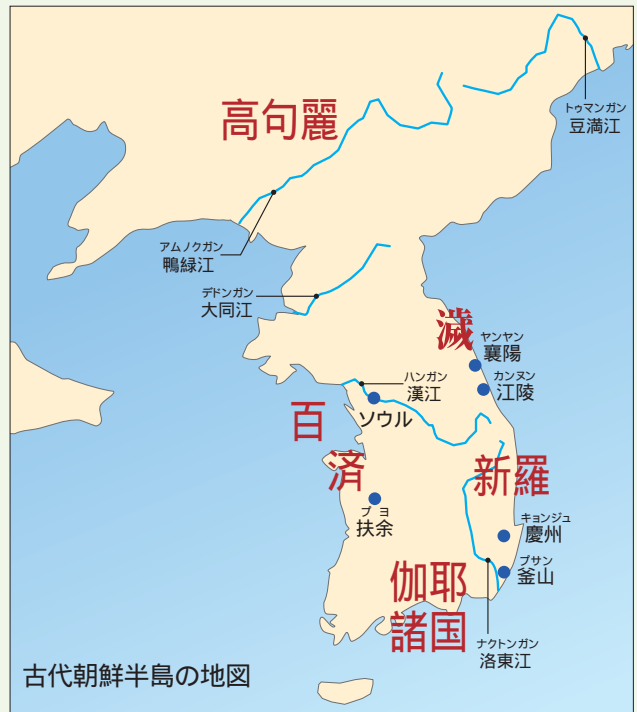 トゥマンガン
豆満江
高句麗
アムノクガン
鴨緑江
デドンガン
大同江
濊
ヤンヤン
襄陽
カンヌン
江陵
ハンガン
漢江
ソウル
百
済
新羅
プヨ
扶余
キョンジュ
慶州
プサン
釜山
伽耶
諸国
ナクトンガン
洛東江
古代朝鮮半島の地図